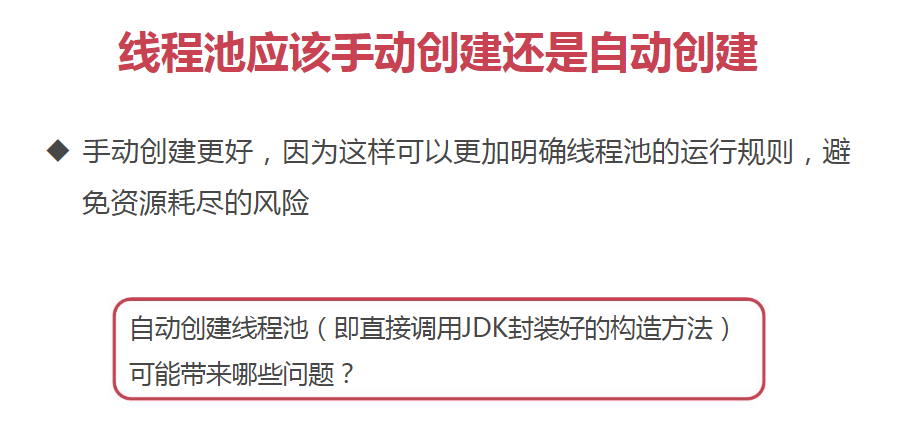 线程池应该手动创建还是自动创建
◆ 手动创建更好，因为这样可以更加明确线程池的运行规则，避
免资源耗尽的风险
自动创建线程池（即直接调用JDK封装好的构造方法）
可能带来哪些问题？